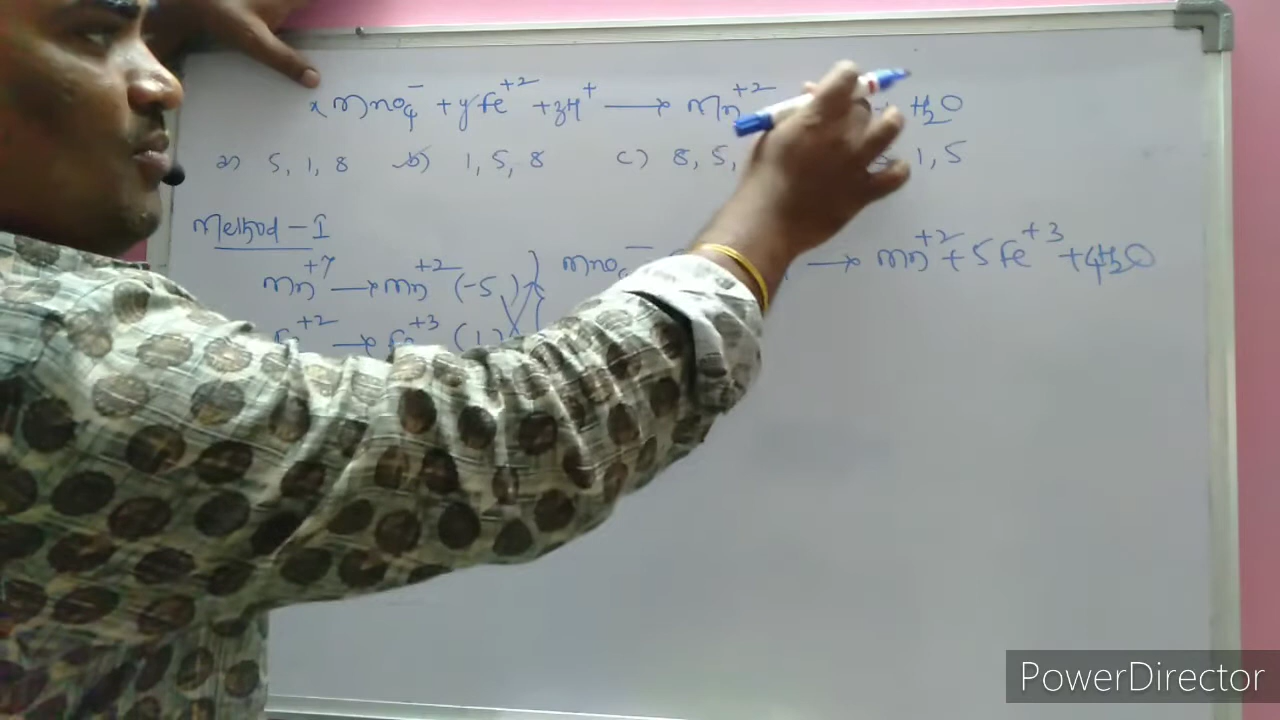 x MnO4^- + yFe^+2 + zH^+ ⟶ Mn^+2 + H2O
a) 5, 1, 8 b) 1, 5, 8 c) 8, 5, 1, 5
Method - I
Mn^+7 ⟶ Mn^+2 (-5)
Fe^+2 ⟶ Fe^+3 (1)
MnO4^- ⟶ Mn^+2 + 5Fe^+3 + 4H2O
PowerDirector